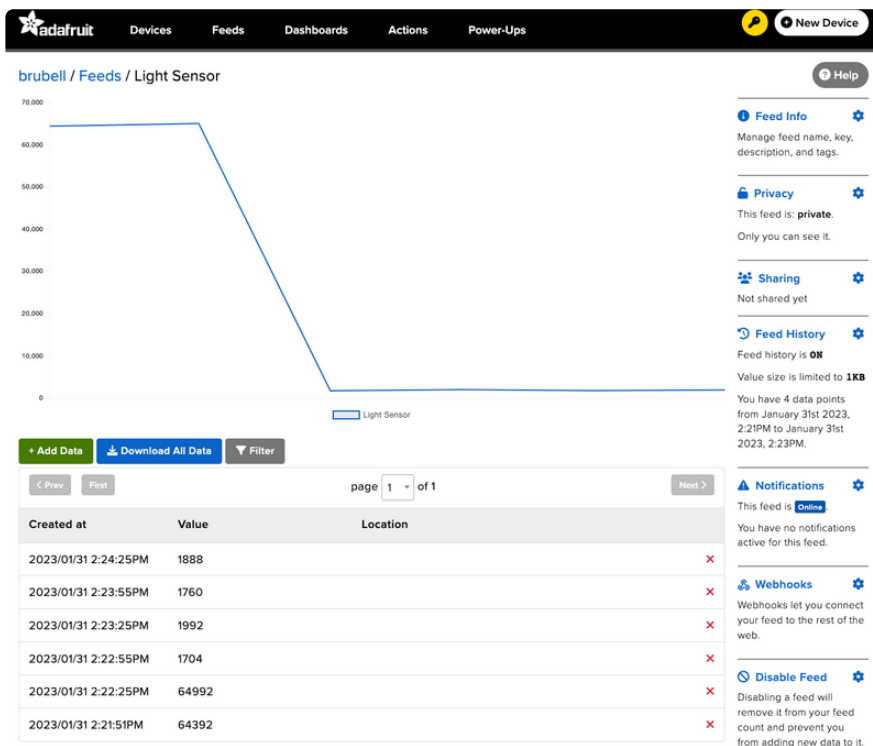 adafruit Devices Feeds Dashboards Actions Power-Ups New Device
brubell / Feeds / Light Sensor
Help
70,000
60,000
50,000
40,000
30,000
20,000
10,000
0
Light Sensor
+ Add Data Download All Data Filter
< Prev First page 1 of 1 Next >
Created at Value Location
2023/01/31 2:24:25PM 1888 ×
2023/01/31 2:23:55PM 1760 ×
2023/01/31 2:23:25PM 1992 ×
2023/01/31 2:22:55PM 1704 ×
2023/01/31 2:22:25PM 64992 ×
2023/01/31 2:21:51PM 64392 ×
Feed Info
Manage feed name, key,
description, and tags.
Privacy
This feed is: private.
Only you can see it.
Sharing
Not shared yet
Feed History
Feed history is ON
Value size is limited to 1KB
You have 4 data points
from January 31st 2023,
2:21PM to January 31st
2023, 2:23PM.
Notifications
This feed is Online.
You have no notifications
active for this feed.
Webhooks
Webhooks let you connect
your feed to the rest of the
web.
Disable Feed
Disabling a feed will
remove it from your feed
count and prevent you
from adding new data to it.